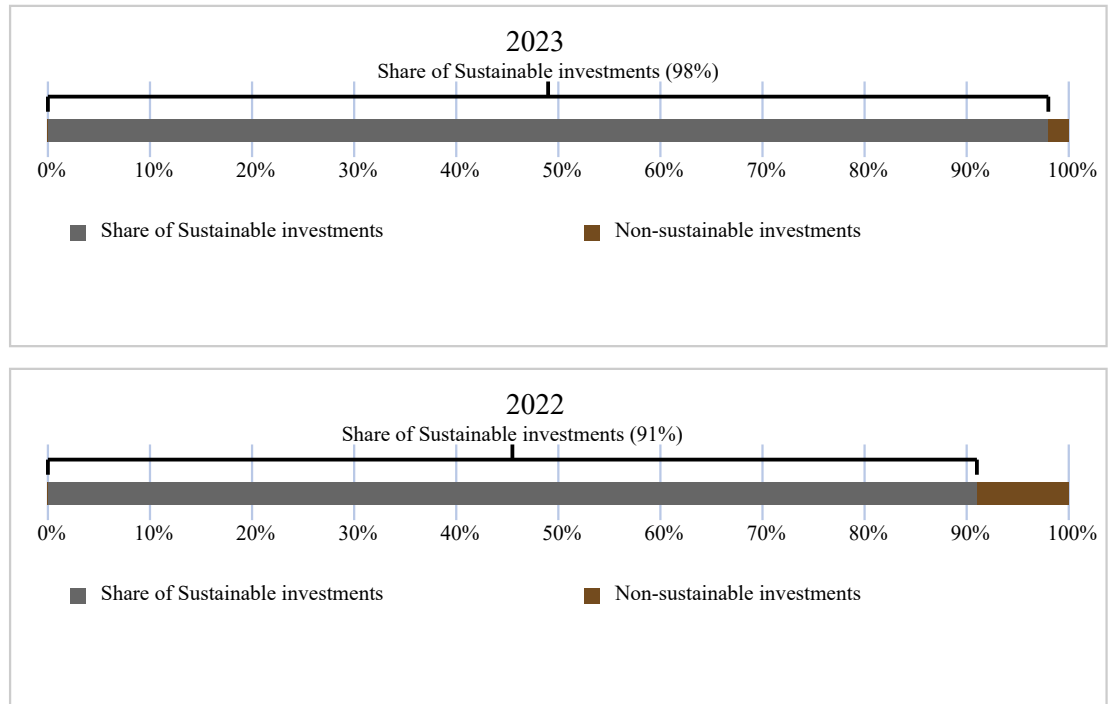 2023
Share of Sustainable investments (98%)
0% 10% 20% 30% 40% 50% 60% 70% 80% 90% 100%
Share of Sustainable investments Non-sustainable investments
2022
Share of Sustainable investments (91%)
0% 10% 20% 30% 40% 50% 60% 70% 80% 90% 100%
Share of Sustainable investments Non-sustainable investments